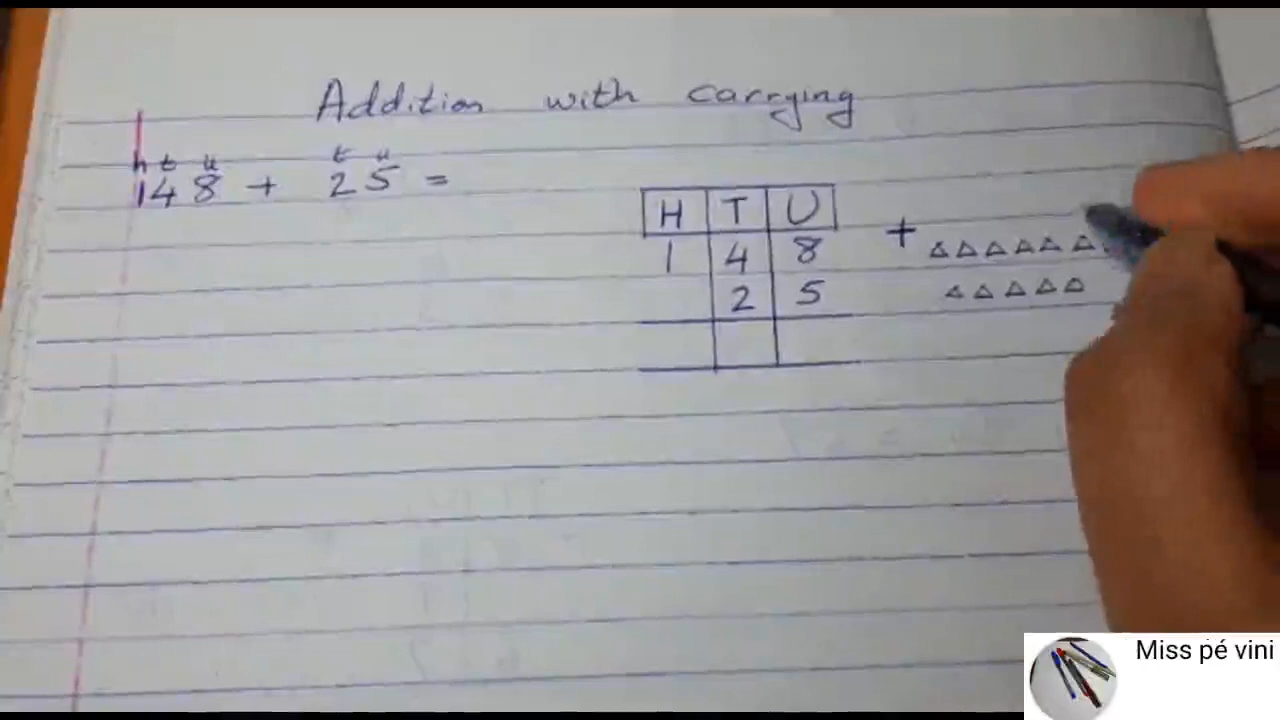 Addition with carrying
h t u t u
148 + 25 =
H T U
1 4 8 +
2 5
Miss pé vini